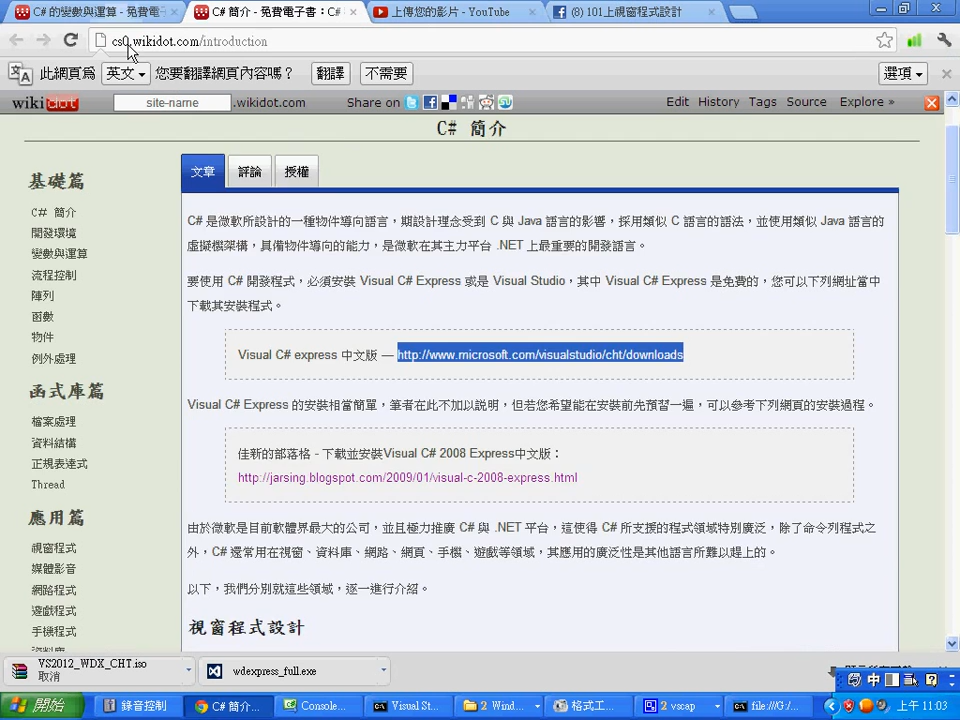 C# 的變數與運算 - 免費電子
C# 簡介 - 免費電子書：C#
上傳您的影片 - YouTube
(8) 101上視窗程式設計
cs0.wikidot.com/introduction
此網頁為 英文 您要翻譯網頁內容嗎？ 翻譯 不需要 選項
wikidot site-name .wikidot.com Share on Edit History Tags Source Explore »
C# 簡介
基礎篇
C# 簡介
開發環境
變數與運算
流程控制
陣列
函數
物件
例外處理
函式庫篇
檔案處理
資料結構
正規表達式
Thread
應用篇
視窗程式
媒體影音
網路程式
遊戲程式
手機程式
資料庫
文章 評論 授權
C# 是微軟所設計的一種物件導向語言，期設計理念受到 C 與 Java 語言的影響，採用類似 C 語言的語法，並使用類似 Java 語言的
虛擬機架構，具備物件導向的能力，是微軟在其主力平台 .NET 上最重要的開發語言。
要使用 C# 開發程式，必須安裝 Visual C# Express 或是 Visual Studio，其中 Visual C# Express 是免費的，您可以下列網址當中
下載其安裝程式。
Visual C# express 中文版 — http://www.microsoft.com/visualstudio/cht/downloads
Visual C# Express 的安裝相當簡單，筆者在此不加以說明，但若您希望能在安裝前先預習一遍，可以參考下列網頁的安裝過程。
佳新的部落格 - 下載並安裝Visual C# 2008 Express中文版：
http://jarsing.blogspot.com/2009/01/visual-c-2008-express.html
由於微軟是目前軟體界最大的公司，並且極力推廣 C# 與 .NET 平台，這使得 C# 所支援的程式領域特別廣泛，除了命令列程式之
外，C# 還常用在視窗、資料庫、網路、網頁、手機、遊戲等領域，其應用的廣泛性是其他語言所難以趕上的。
以下，我們分別就這些領域，逐一進行介紹。
視窗程式設計
VS2012_WDX_CHT.iso
取消
wdexpress_full.exe
中
開始 錄音控制 C# 簡介... Console... Visual St... 2 Wind... 格式工... 2 vscap file:///G:/... 上午 11:03